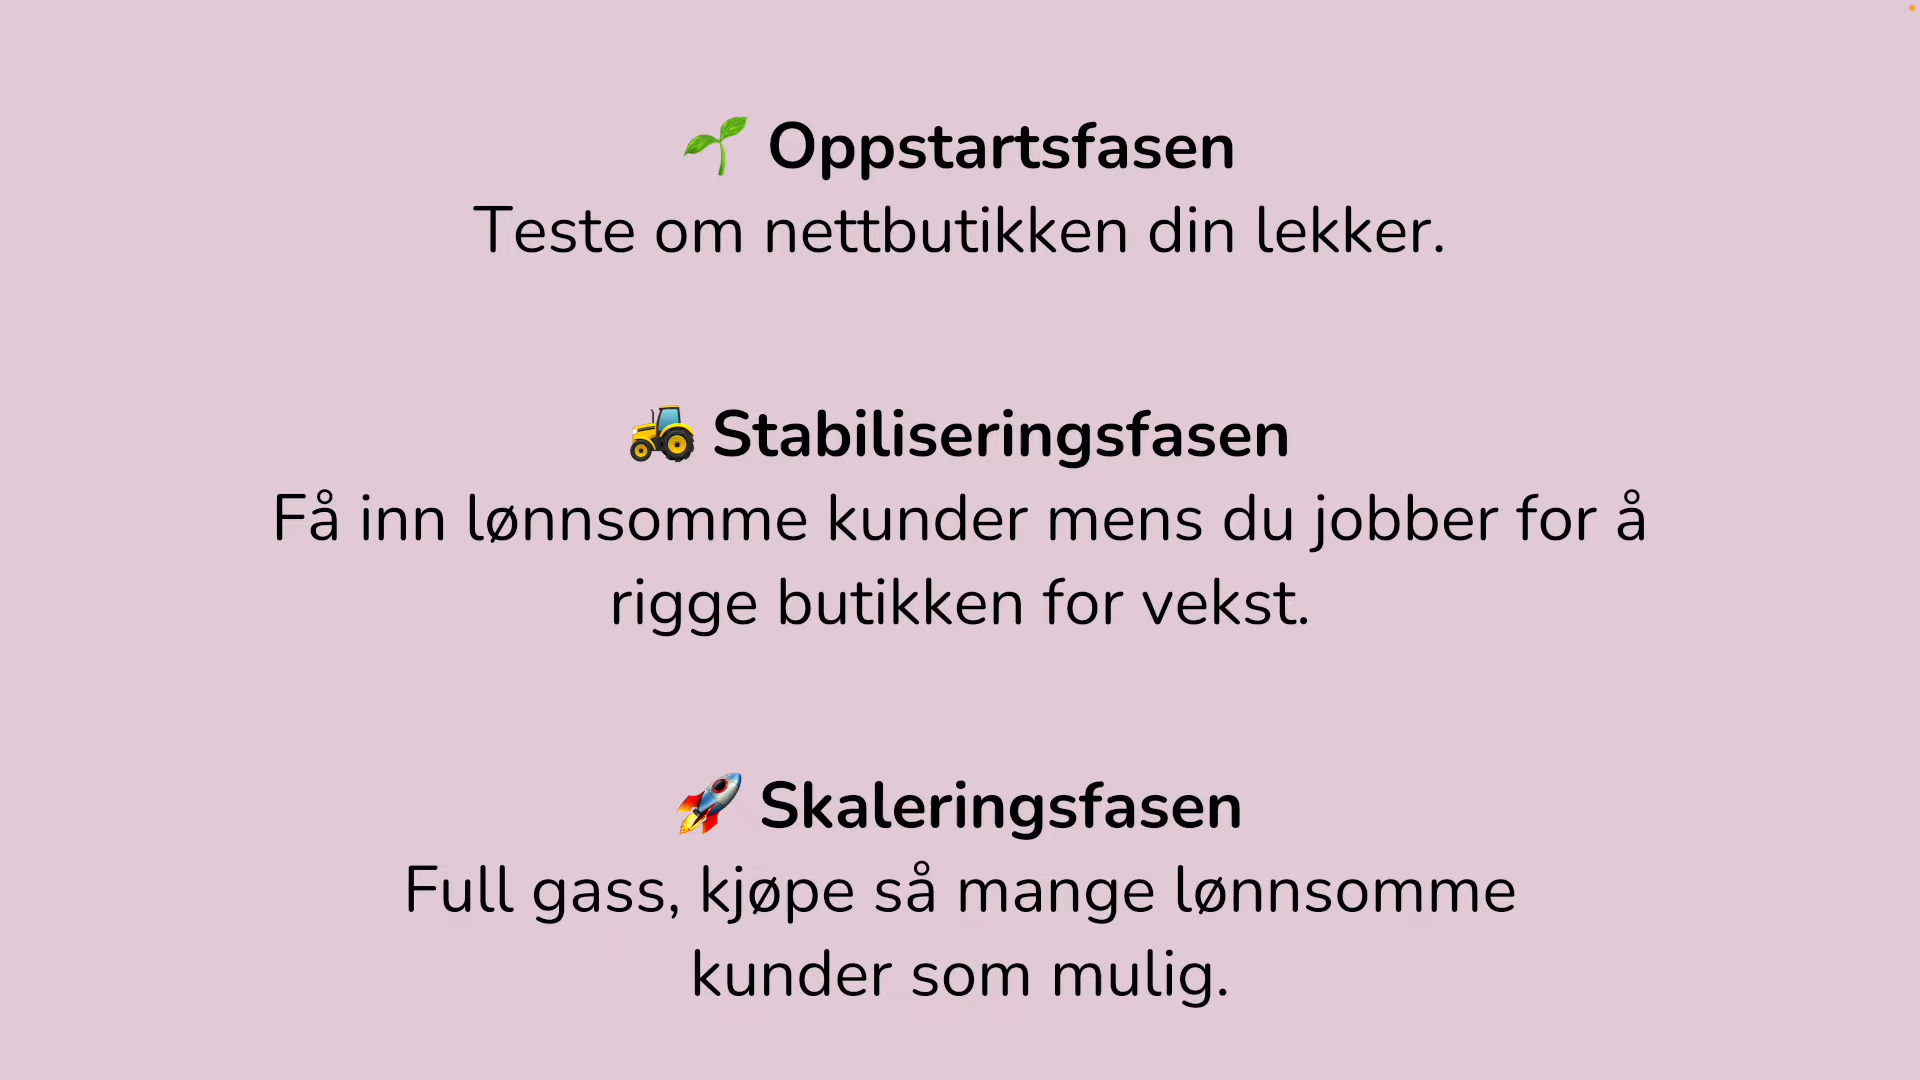 🌱 Oppstartsfasen
Teste om nettbutikken din lekker.
🚜 Stabiliseringsfasen
Få inn lønnsomme kunder mens du jobber for å
rigge butikken for vekst.
🚀 Skaleringsfasen
Full gass, kjøpe så mange lønnsomme
kunder som mulig.